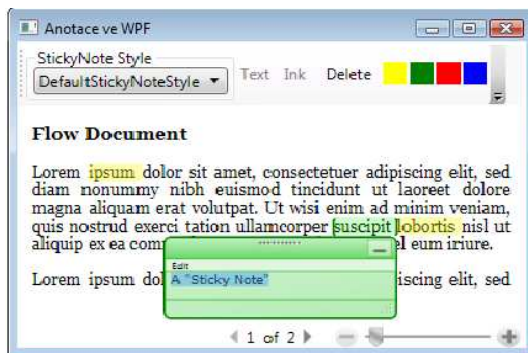 Anotace ve WPF
StickyNote Style
DefaultStickyNoteStyle Text Ink Delete
Flow Document
Lorem ipsum dolor sit amet, consectetuer adipiscing elit, sed
diam nonummy nibh euismod tincidunt ut laoreet dolore
magna aliquam erat volutpat. Ut wisi enim ad minim veniam,
quis nostrud exerci tation ullamcorper suscipit lobortis nisl ut
aliquip ex ea eum iriure.
Edit
A "Sticky Note"
Lorem ipsum elit, sed
1 of 2